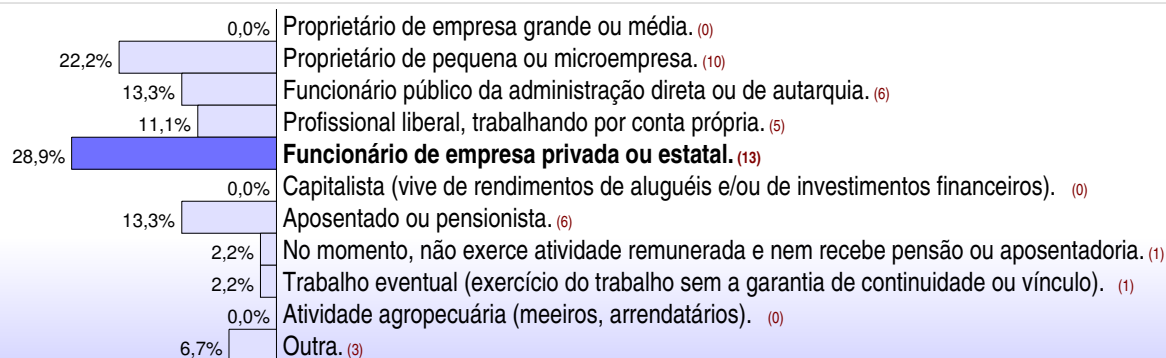 0,0% Proprietário de empresa grande ou média. (0)
22,2% Proprietário de pequena ou microempresa. (10)
13,3% Funcionário público da administração direta ou de autarquia. (6)
11,1% Profissional liberal, trabalhando por conta própria. (5)
28,9% Funcionário de empresa privada ou estatal. (13)
0,0% Capitalista (vive de rendimentos de aluguéis e/ou de investimentos financeiros). (0)
13,3% Aposentado ou pensionista. (6)
2,2% No momento, não exerce atividade remunerada e nem recebe pensão ou aposentadoria. (1)
2,2% Trabalho eventual (exercício do trabalho sem a garantia de continuidade ou vínculo). (1)
0,0% Atividade agropecuária (meeiros, arrendatários). (0)
6,7% Outra. (3)